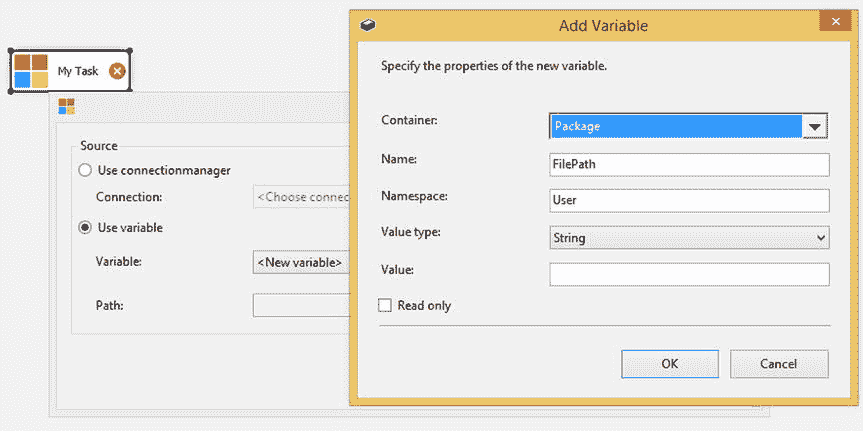 My Task
Source
Use connectionmanager
Connection:
<Choose connec
Use variable
Variable:
<New variable>
Path:
Add Variable
Specify the properties of the new variable.
Container:
Package
Name:
FilePath
Namespace:
User
Value type:
String
Value:
Read only
OK
Cancel